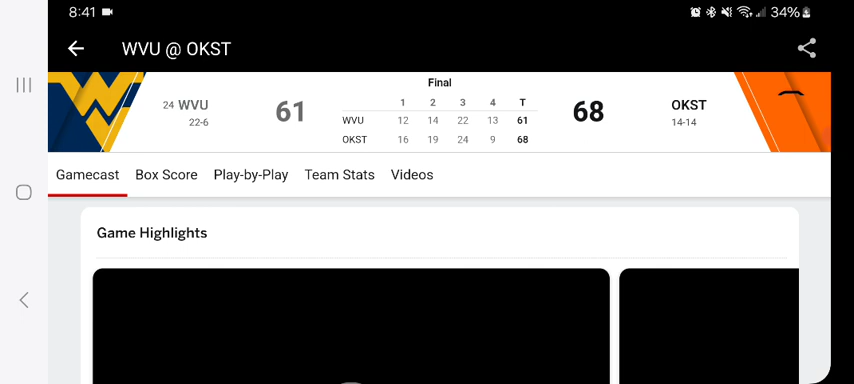 8:41 34%
WVU @ OKST
Final
24 WVU 61 68 OKST
22-6 14-14
1 2 3 4 T
WVU 12 14 22 13 61
OKST 16 19 24 9 68
Gamecast Box Score Play-by-Play Team Stats Videos
Game Highlights